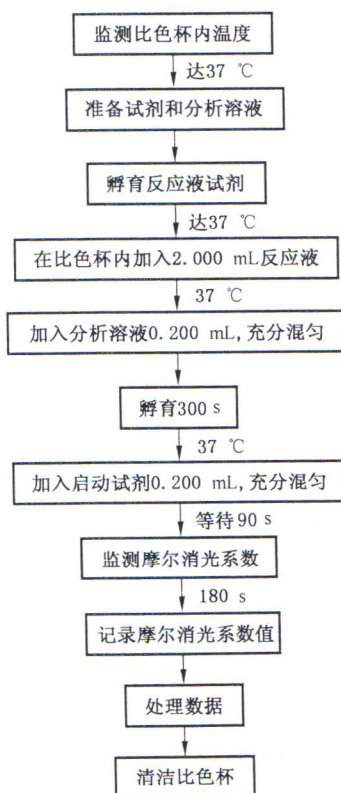 监测比色杯内温度
达37 ℃
准备试剂和分析溶液
孵育反应液试剂
达37 ℃
在比色杯内加入2.000 mL反应液
37 ℃
加入分析溶液0.200 mL,充分混匀
孵育300 s
37 ℃
加入启动试剂0.200 mL,充分混匀
等待90 s
监测摩尔消光系数
180 s
记录摩尔消光系数值
处理数据
清洁比色杯